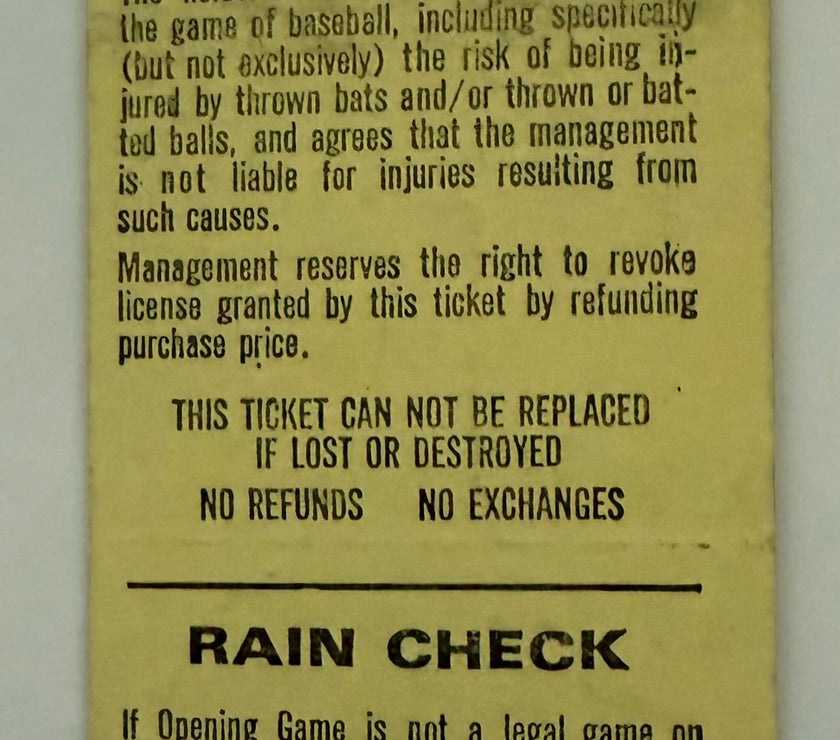 the game of baseball, including specifically
(but not exclusively) the risk of being in-
jured by thrown bats and/or thrown or bat-
ted balls, and agrees that the management
is not liable for injuries resulting from
such causes.
Management reserves the right to revoke
license granted by this ticket by refunding
purchase price.
THIS TICKET CAN NOT BE REPLACED
IF LOST OR DESTROYED
NO REFUNDS NO EXCHANGES
RAIN CHECK
If Opening Game is not a legal game on